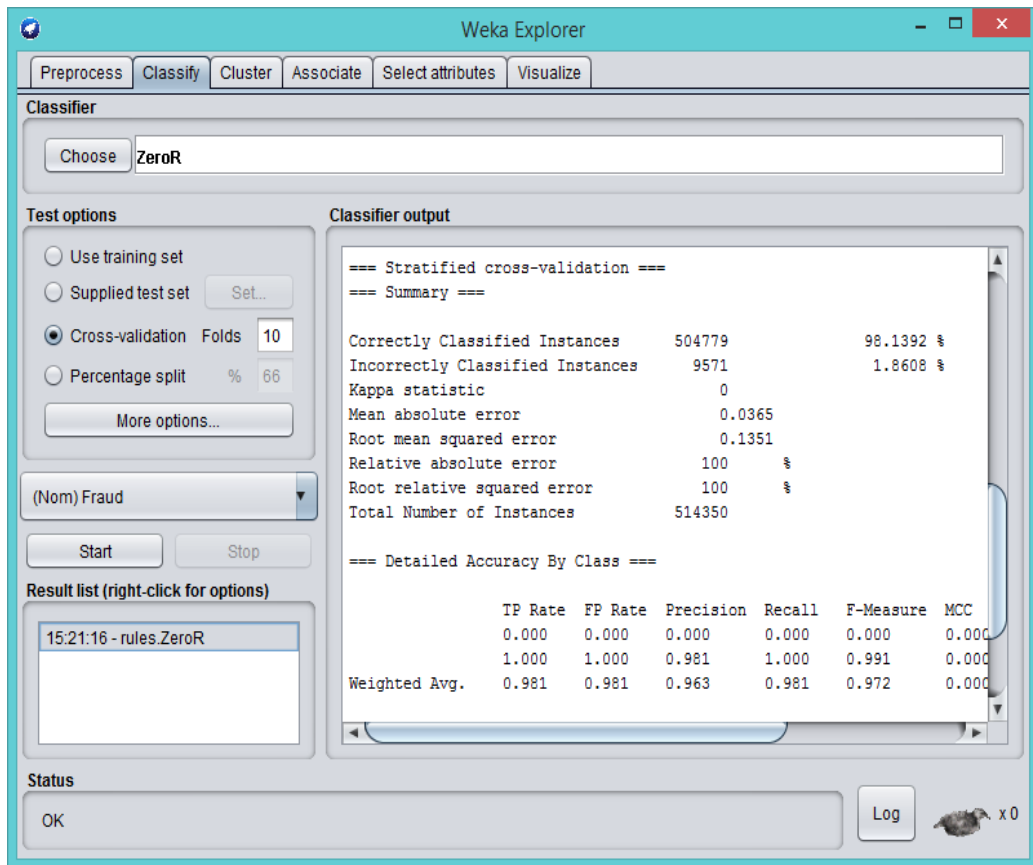 Weka Explorer
Preprocess Classify Cluster Associate Select attributes Visualize
Classifier
Choose ZeroR
Test options
Use training set
Supplied test set Set...
Cross-validation Folds 10
Percentage split % 66
More options...
(Nom) Fraud
Start Stop
Result list (right-click for options)
15:21:16 - rules.ZeroR
Classifier output
=== Stratified cross-validation ===
=== Summary ===
Correctly Classified Instances 504779 98.1392 %
Incorrectly Classified Instances 9571 1.8608 %
Kappa statistic 0
Mean absolute error 0.0365
Root mean squared error 0.1351
Relative absolute error 100 %
Root relative squared error 100 %
Total Number of Instances 514350
=== Detailed Accuracy By Class ===
TP Rate FP Rate Precision Recall F-Measure MCC
0.000 0.000 0.000 0.000 0.000 0.000
1.000 1.000 0.981 1.000 0.991 0.000
Weighted Avg. 0.981 0.981 0.963 0.981 0.972 0.000
Status
OK
Log x 0